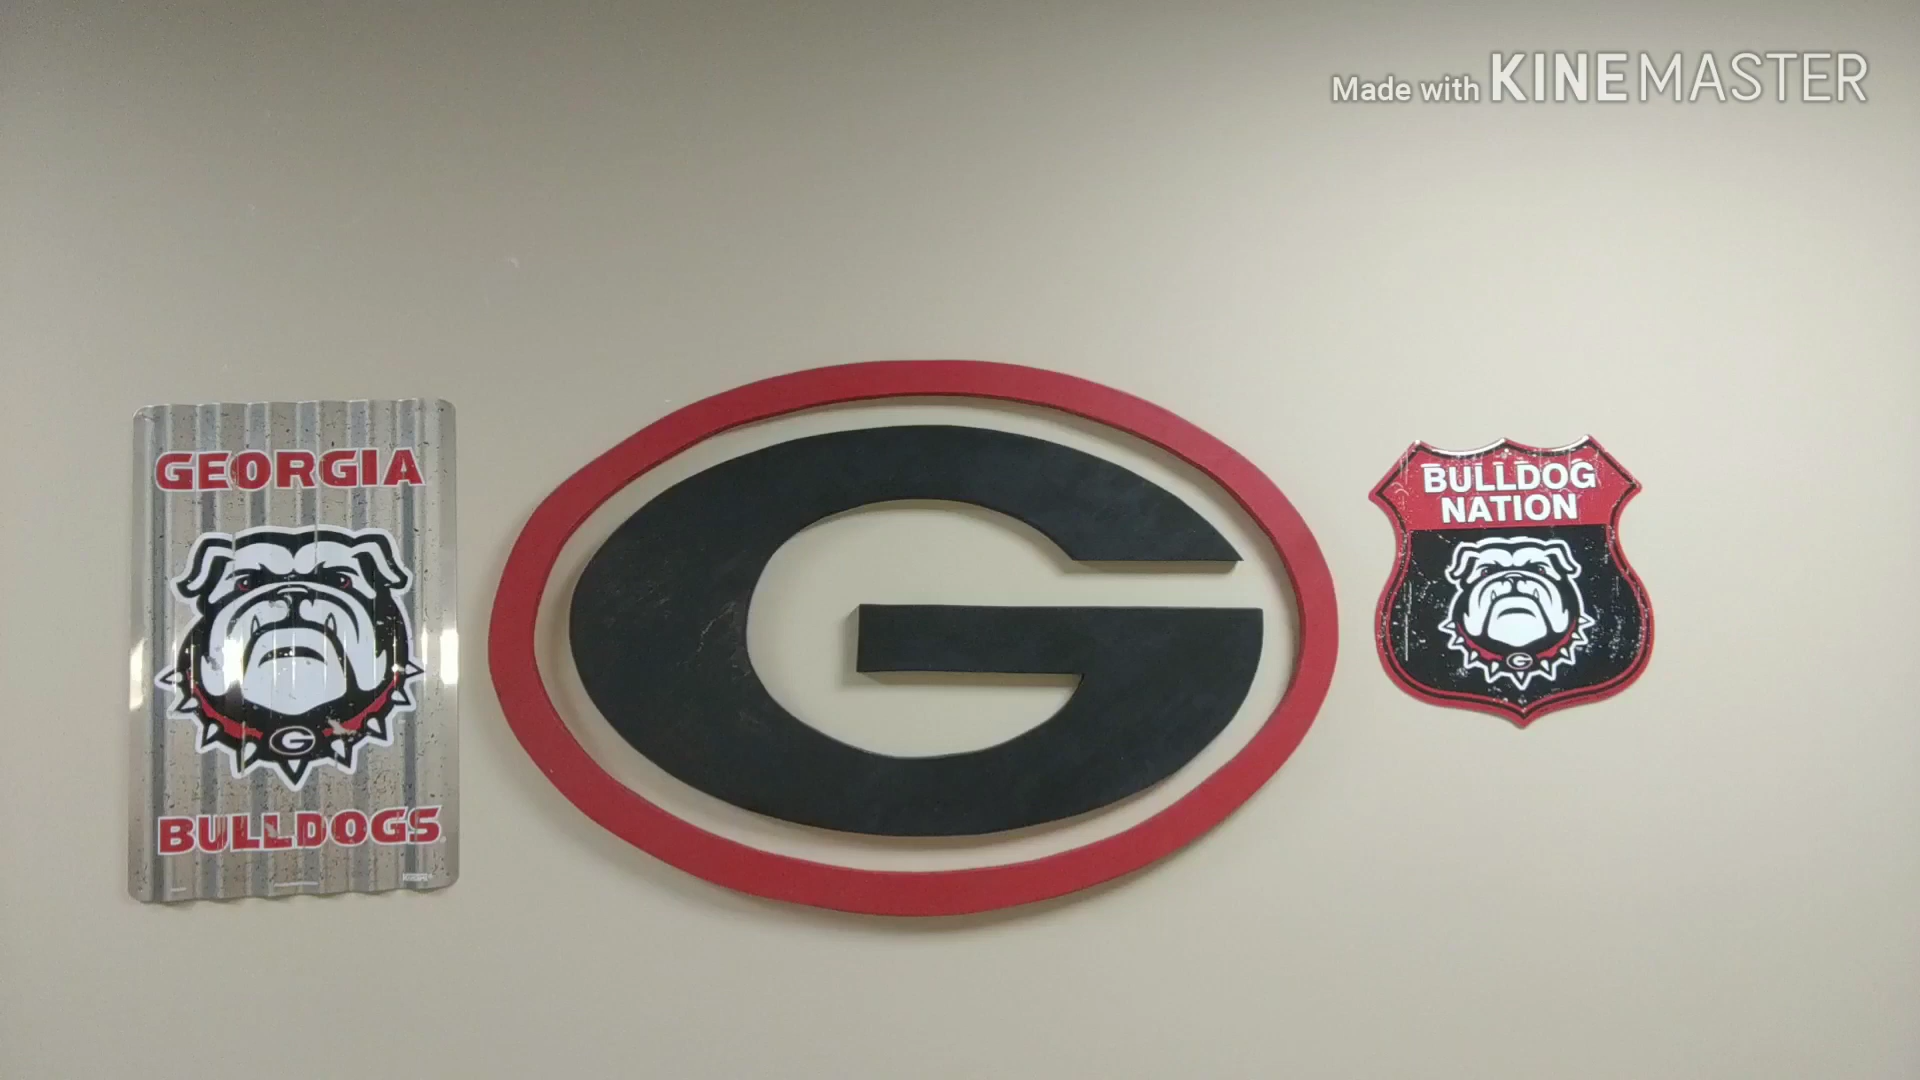 Made with KINEMASTER
GEORGIA
G
BULLDOGS
G
BULLDOG
NATION
G